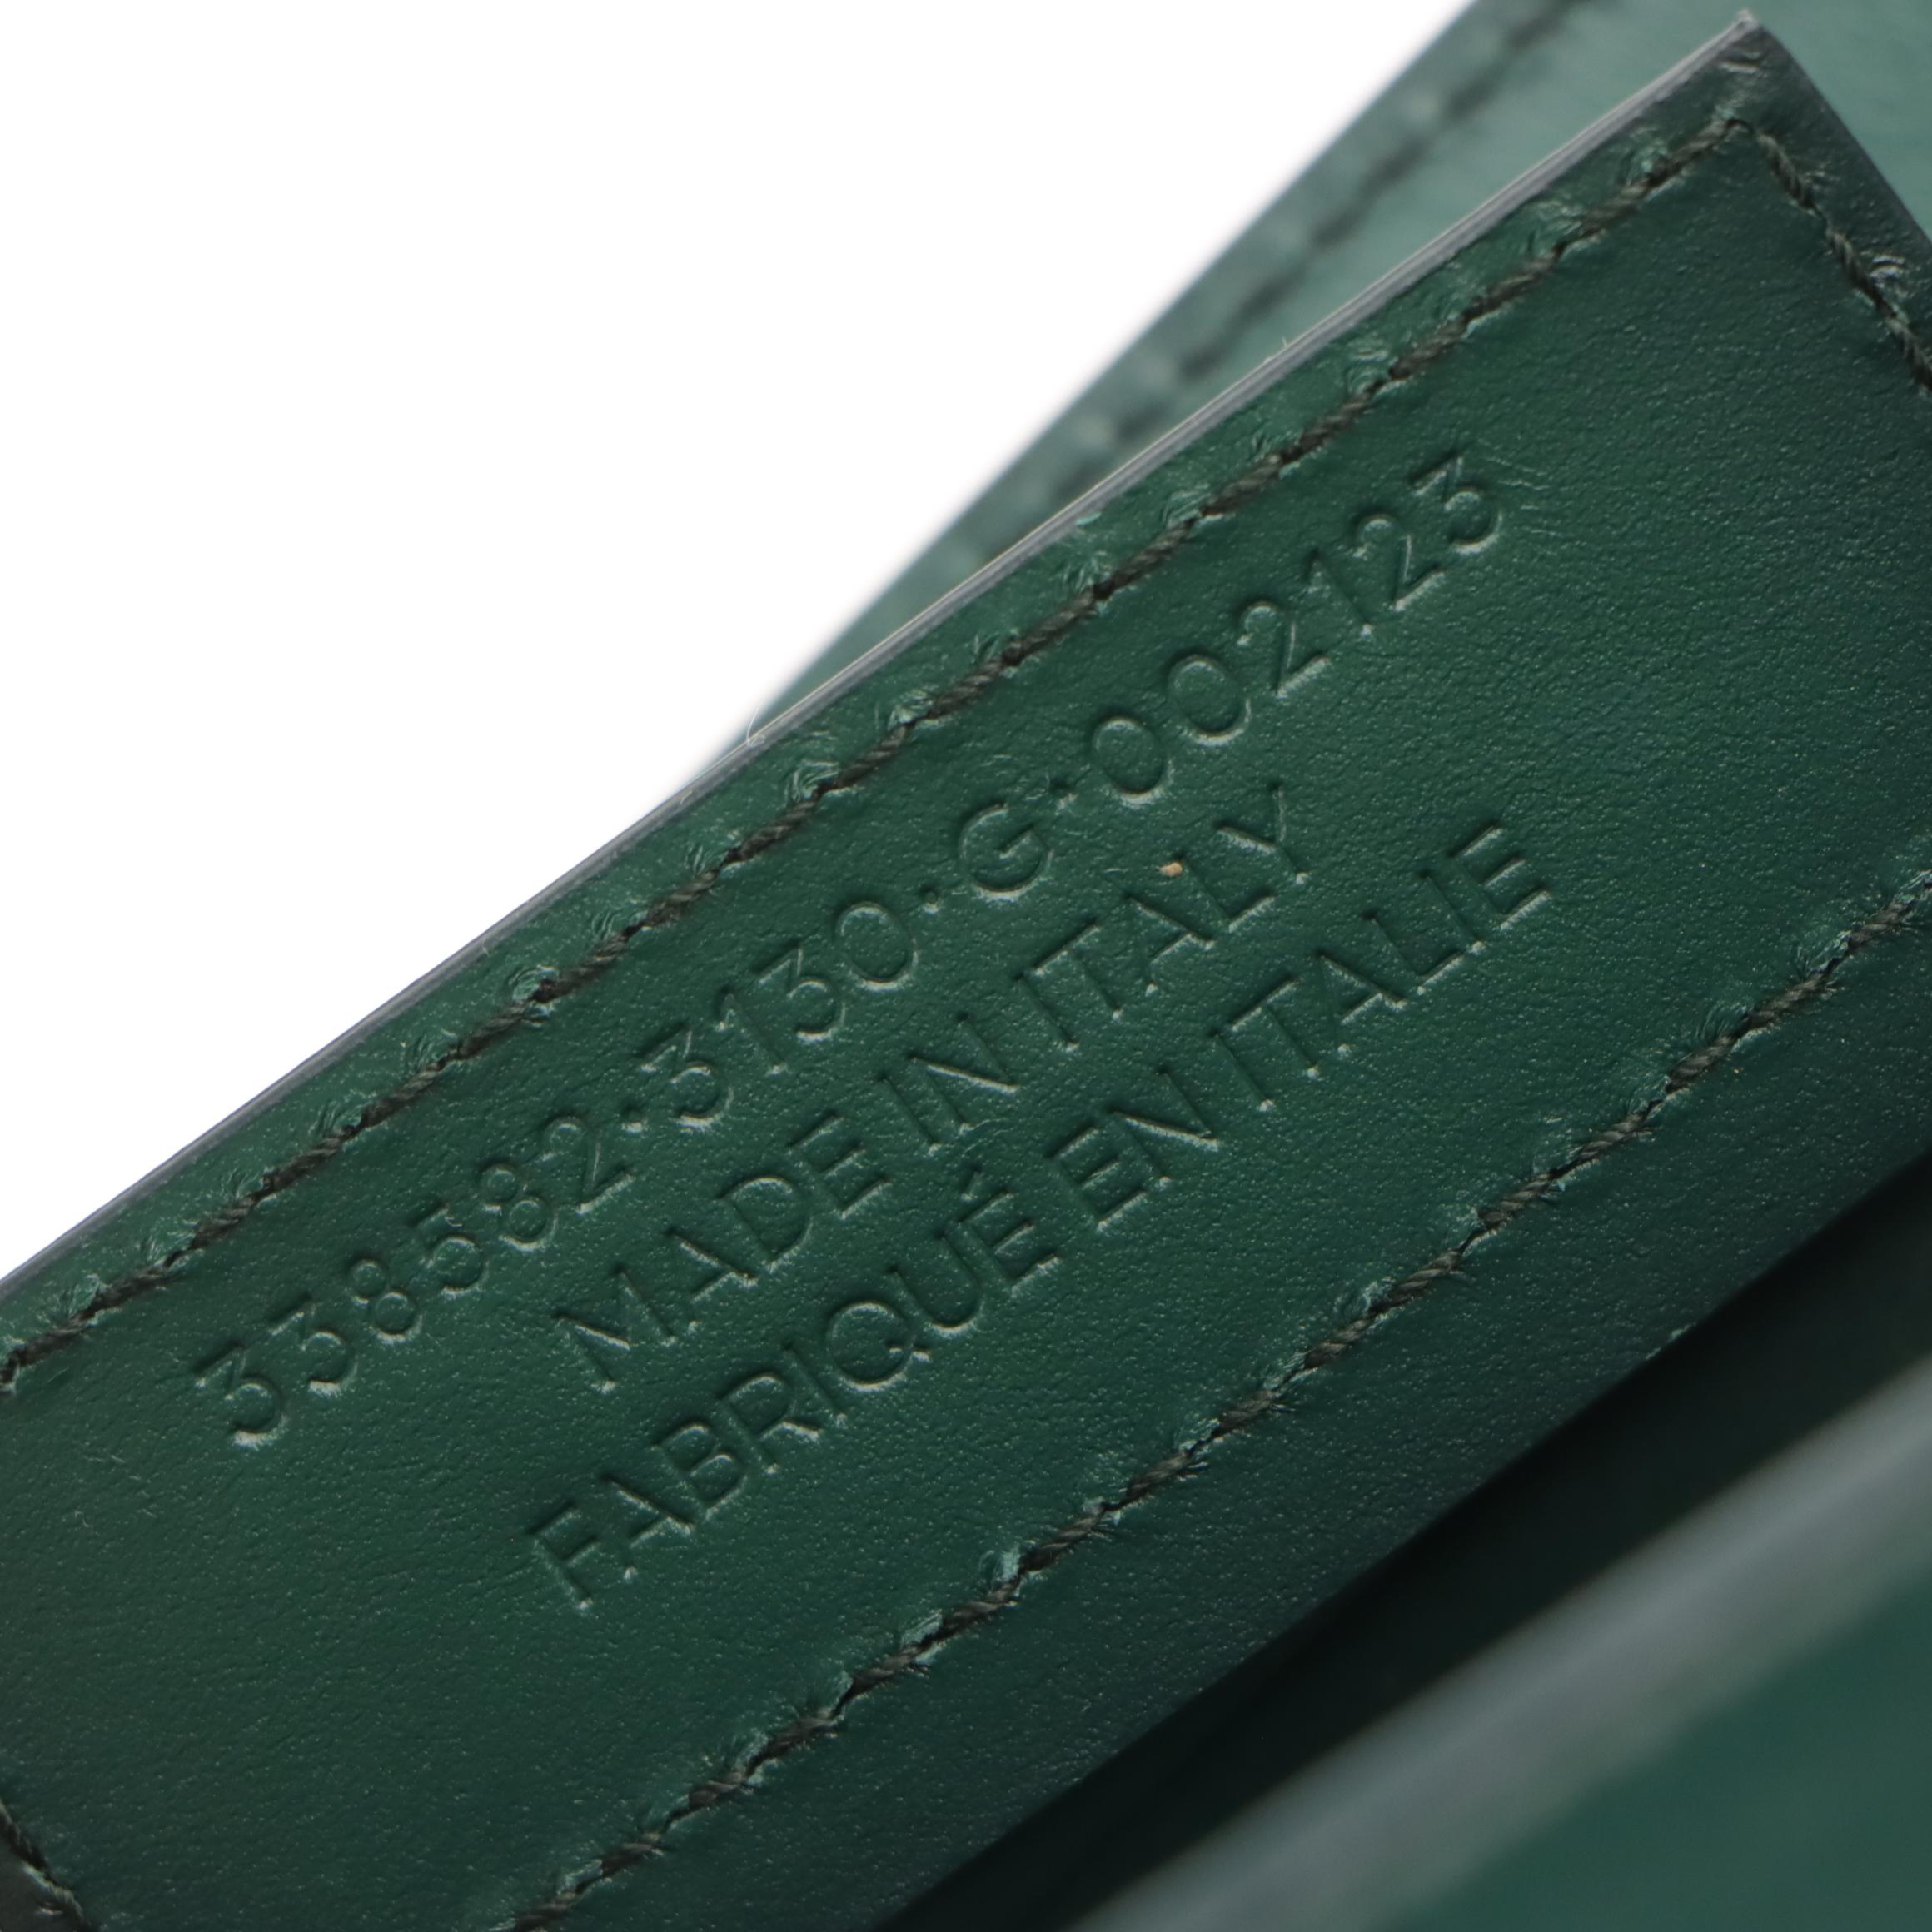 338582·3130·G·002123
MADE IN ITALY
FABRIQUÉ EN ITALIE